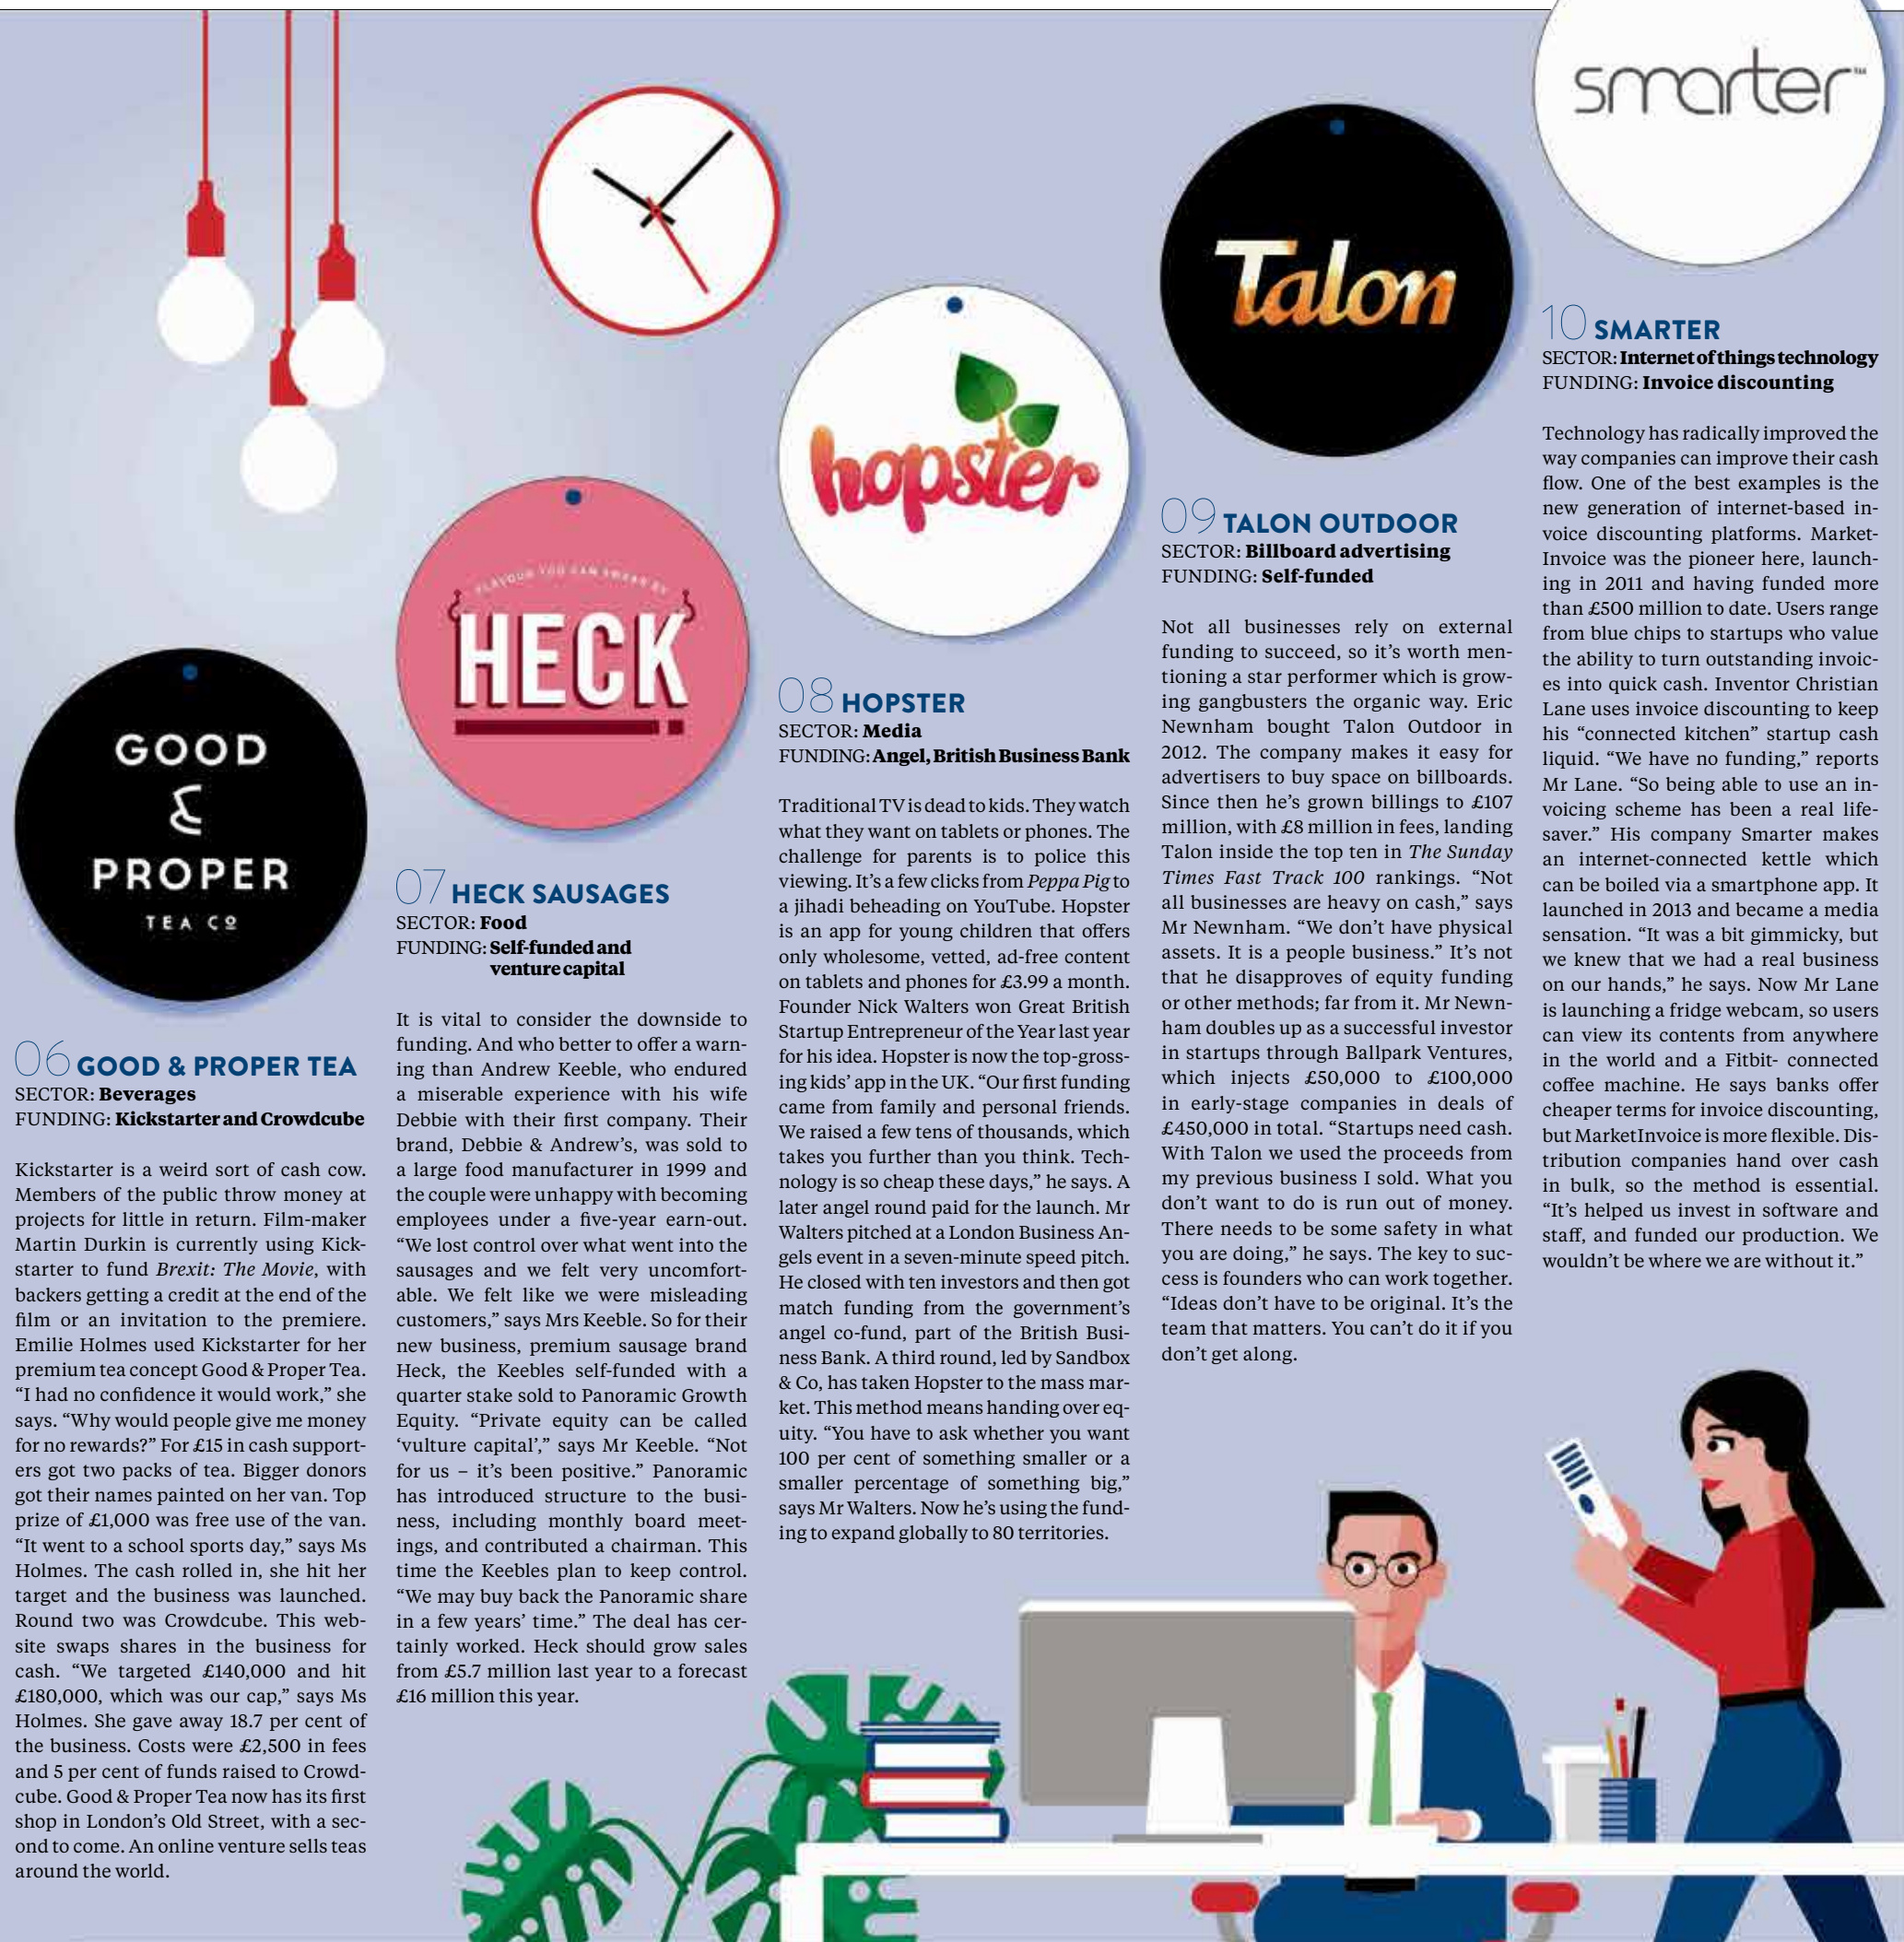 smarter™
Talon
hopster
FLAVOUR YOU CAN SWEAR BY
HECK
GOOD
&
PROPER
TEA Cº
06 GOOD & PROPER TEA
SECTOR: Beverages
FUNDING: Kickstarter and Crowdcube
Kickstarter is a weird sort of cash cow.
Members of the public throw money at
projects for little in return. Film-maker
Martin Durkin is currently using Kick-
starter to fund Brexit: The Movie, with
backers getting a credit at the end of the
film or an invitation to the premiere.
Emilie Holmes used Kickstarter for her
premium tea concept Good & Proper Tea.
“I had no confidence it would work,” she
says. “Why would people give me money
for no rewards?” For £15 in cash support-
ers got two packs of tea. Bigger donors
got their names painted on her van. Top
prize of £1,000 was free use of the van.
“It went to a school sports day,” says Ms
Holmes. The cash rolled in, she hit her
target and the business was launched.
Round two was Crowdcube. This web-
site swaps shares in the business for
cash. “We targeted £140,000 and hit
£180,000, which was our cap,” says Ms
Holmes. She gave away 18.7 per cent of
the business. Costs were £2,500 in fees
and 5 per cent of funds raised to Crowd-
cube. Good & Proper Tea now has its first
shop in London’s Old Street, with a sec-
ond to come. An online venture sells teas
around the world.
07 HECK SAUSAGES
SECTOR: Food
FUNDING: Self-funded and
venture capital
It is vital to consider the downside to
funding. And who better to offer a warn-
ing than Andrew Keeble, who endured
a miserable experience with his wife
Debbie with their first company. Their
brand, Debbie & Andrew’s, was sold to
a large food manufacturer in 1999 and
the couple were unhappy with becoming
employees under a five-year earn-out.
“We lost control over what went into the
sausages and we felt very uncomfort-
able. We felt like we were misleading
customers,” says Mrs Keeble. So for their
new business, premium sausage brand
Heck, the Keebles self-funded with a
quarter stake sold to Panoramic Growth
Equity. “Private equity can be called
‘vulture capital’,” says Mr Keeble. “Not
for us – it’s been positive.” Panoramic
has introduced structure to the busi-
ness, including monthly board meet-
ings, and contributed a chairman. This
time the Keebles plan to keep control.
“We may buy back the Panoramic share
in a few years’ time.” The deal has cer-
tainly worked. Heck should grow sales
from £5.7 million last year to a forecast
£16 million this year.
08 HOPSTER
SECTOR: Media
FUNDING: Angel, British Business Bank
Traditional TV is dead to kids. They watch
what they want on tablets or phones. The
challenge for parents is to police this
viewing. It’s a few clicks from Peppa Pig to
a jihadi beheading on YouTube. Hopster
is an app for young children that offers
only wholesome, vetted, ad-free content
on tablets and phones for £3.99 a month.
Founder Nick Walters won Great British
Startup Entrepreneur of the Year last year
for his idea. Hopster is now the top-gross-
ing kids’ app in the UK. “Our first funding
came from family and personal friends.
We raised a few tens of thousands, which
takes you further than you think. Tech-
nology is so cheap these days,” he says. A
later angel round paid for the launch. Mr
Walters pitched at a London Business An-
gels event in a seven-minute speed pitch.
He closed with ten investors and then got
match funding from the government’s
angel co-fund, part of the British Busi-
ness Bank. A third round, led by Sandbox
& Co, has taken Hopster to the mass mar-
ket. This method means handing over eq-
uity. “You have to ask whether you want
100 per cent of something smaller or a
smaller percentage of something big,”
says Mr Walters. Now he’s using the fund-
ing to expand globally to 80 territories.
09 TALON OUTDOOR
SECTOR: Billboard advertising
FUNDING: Self-funded
Not all businesses rely on external
funding to succeed, so it’s worth men-
tioning a star performer which is grow-
ing gangbusters the organic way. Eric
Newnham bought Talon Outdoor in
2012. The company makes it easy for
advertisers to buy space on billboards.
Since then he’s grown billings to £107
million, with £8 million in fees, landing
Talon inside the top ten in The Sunday
Times Fast Track 100 rankings. “Not
all businesses are heavy on cash,” says
Mr Newnham. “We don’t have physical
assets. It is a people business.” It’s not
that he disapproves of equity funding
or other methods; far from it. Mr Newn-
ham doubles up as a successful investor
in startups through Ballpark Ventures,
which injects £50,000 to £100,000
in early-stage companies in deals of
£450,000 in total. “Startups need cash.
With Talon we used the proceeds from
my previous business I sold. What you
don’t want to do is run out of money.
There needs to be some safety in what
you are doing,” he says. The key to suc-
cess is founders who can work together.
“Ideas don’t have to be original. It’s the
team that matters. You can’t do it if you
don’t get along.
10 SMARTER
SECTOR: Internet of things technology
FUNDING: Invoice discounting
Technology has radically improved the
way companies can improve their cash
flow. One of the best examples is the
new generation of internet-based in-
voice discounting platforms. Market-
Invoice was the pioneer here, launch-
ing in 2011 and having funded more
than £500 million to date. Users range
from blue chips to startups who value
the ability to turn outstanding invoic-
es into quick cash. Inventor Christian
Lane uses invoice discounting to keep
his “connected kitchen” startup cash
liquid. “We have no funding,” reports
Mr Lane. “So being able to use an in-
voicing scheme has been a real life-
saver.” His company Smarter makes
an internet-connected kettle which
can be boiled via a smartphone app. It
launched in 2013 and became a media
sensation. “It was a bit gimmicky, but
we knew that we had a real business
on our hands,” he says. Now Mr Lane
is launching a fridge webcam, so users
can view its contents from anywhere
in the world and a Fitbit- connected
coffee machine. He says banks offer
cheaper terms for invoice discounting,
but MarketInvoice is more flexible. Dis-
tribution companies hand over cash
in bulk, so the method is essential.
“It’s helped us invest in software and
staff, and funded our production. We
wouldn’t be where we are without it.”